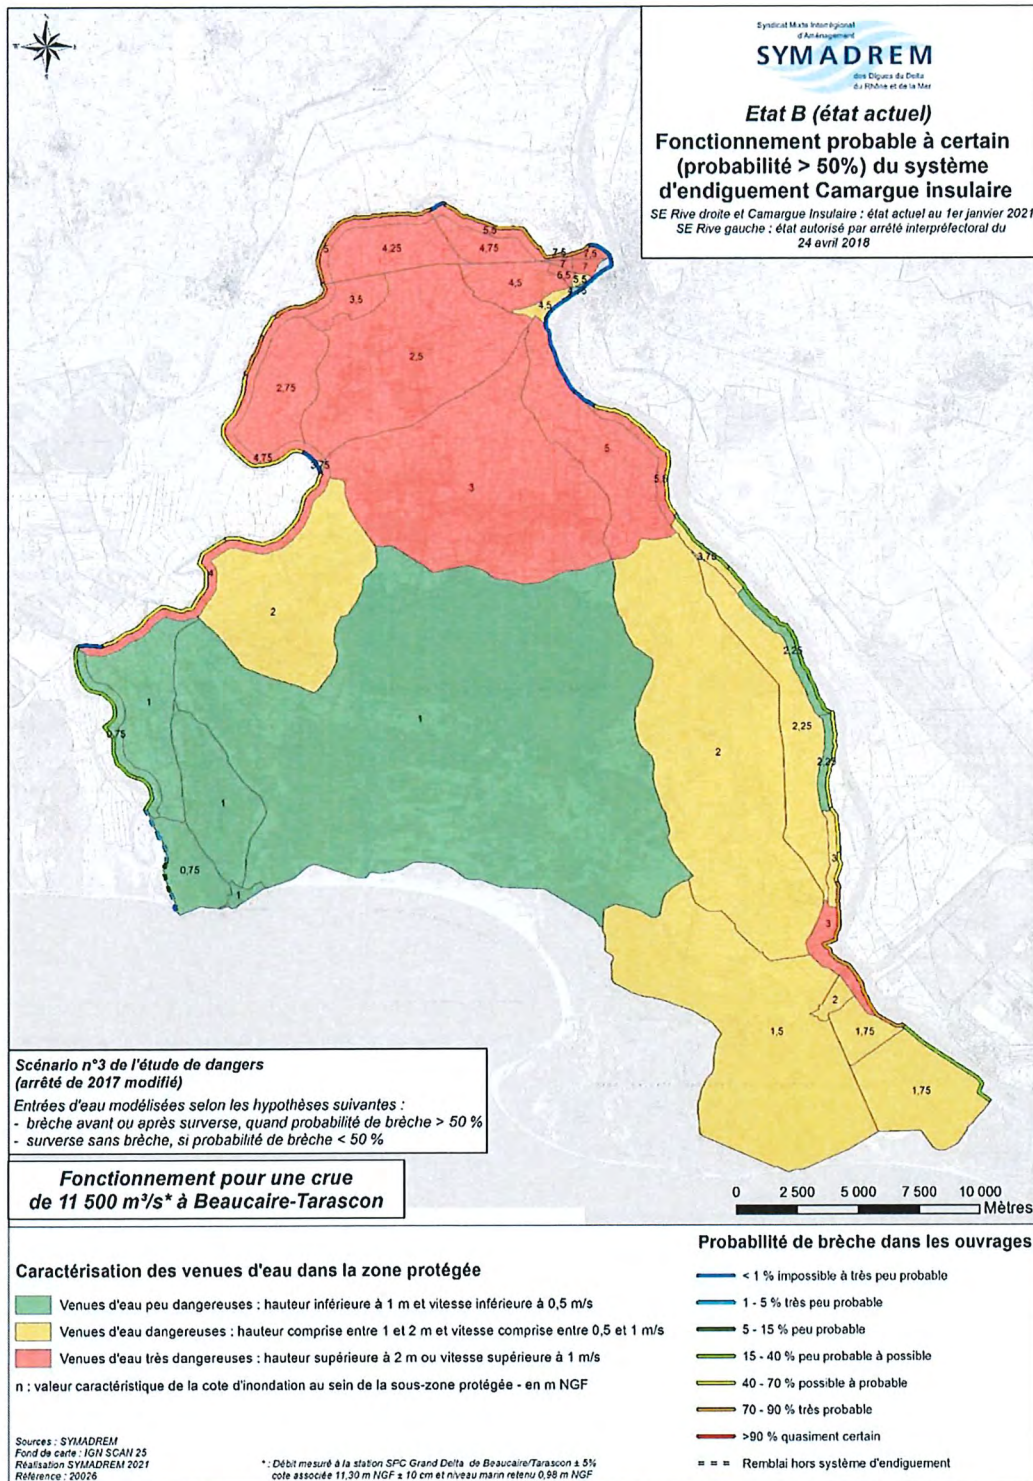 Syndicat Mixte Interrégional
d'Aménagement
SYMADREM
des Digues du Delta
du Rhône et de la Mer
Etat B (état actuel)
Fonctionnement probable à certain
(probabilité > 50%) du système
d'endiguement Camargue insulaire
SE Rive droite et Camargue Insulaire : état actuel au 1er janvier 2021
SE Rive gauche : état autorisé par arrêté interpréfectoral du
24 avril 2018
5,5
7,5
7,5
5
4,25
4,75
7
7
6,5
5,5
4,5
4,5
3,5
2,5
2,75
5
4,75
3,75
3
5,5
3,75
4
2
2,25
1
1
0,75
2,25
2
2,25
1
0,75
1
3
3
2
1,5
1,75
1,75
Scénario n°3 de l'étude de dangers
(arrêté de 2017 modifié)
Entrées d'eau modélisées selon les hypothèses suivantes :
- brèche avant ou après surverse, quand probabilité de brèche > 50 %
- surverse sans brèche, si probabilité de brèche < 50 %
Fonctionnement pour une crue
de 11 500 m³/s* à Beaucaire-Tarascon
0 2 500 5 000 7 500 10 000
Mètres
Caractérisation des venues d'eau dans la zone protégée
Venues d'eau peu dangereuses : hauteur inférieure à 1 m et vitesse inférieure à 0,5 m/s
Venues d'eau dangereuses : hauteur comprise entre 1 et 2 m et vitesse comprise entre 0,5 et 1 m/s
Venues d'eau très dangereuses : hauteur supérieure à 2 m ou vitesse supérieure à 1 m/s
n : valeur caractéristique de la cote d'inondation au sein de la sous-zone protégée - en m NGF
Probabilité de brèche dans les ouvrages
< 1 % impossible à très peu probable
1 - 5 % très peu probable
5 - 15 % peu probable
15 - 40 % peu probable à possible
40 - 70 % possible à probable
70 - 90 % très probable
>90 % quasiment certain
Remblai hors système d'endiguement
Sources : SYMADREM
Fond de carte : IGN SCAN 25
Réalisation SYMADREM 2021
Référence : 20026
* : Débit mesuré à la station SPC Grand Delta de Beaucaire/Tarascon ± 5%
cote associée 11,30 m NGF ± 10 cm et niveau marin retenu 0,98 m NGF